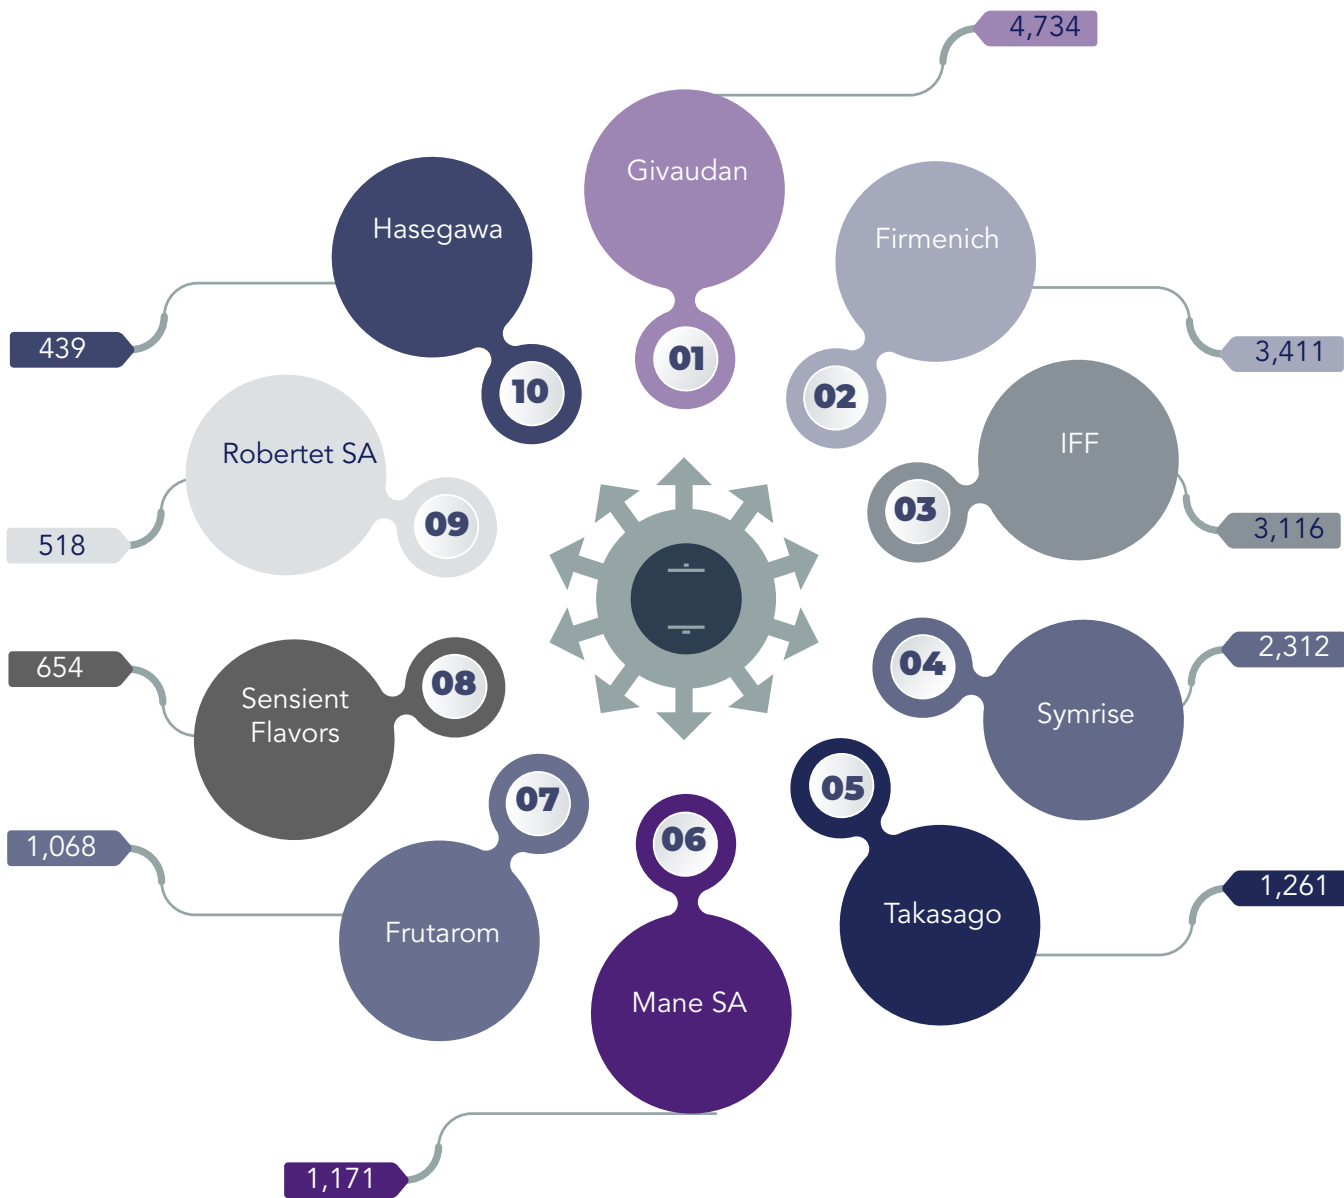 4,734
Givaudan
01
Firmenich
02
3,411
IFF
03
3,116
Symrise
04
2,312
Takasago
05
1,261
Mane SA
06
1,171
Frutarom
07
1,068
Sensient
Flavors
08
654
Robertet SA
09
518
Hasegawa
10
439